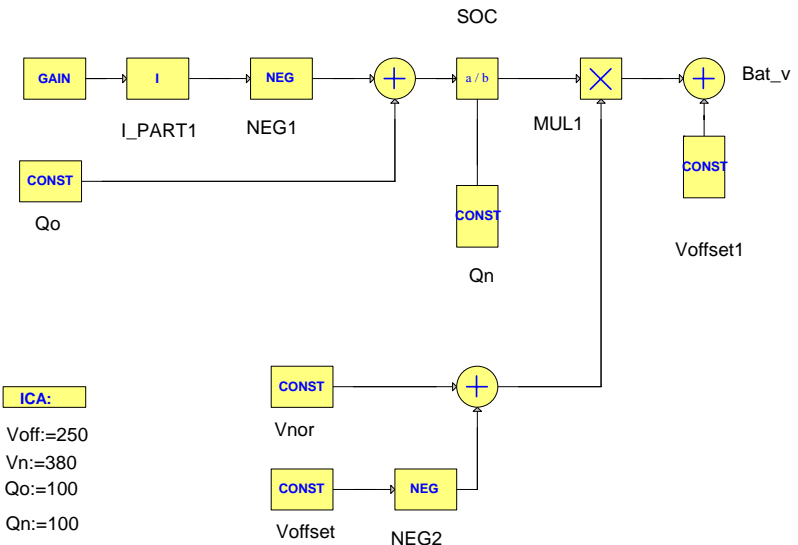 SOC
GAIN
I
NEG
+
a / b
×
+
Bat_v
I_PART1
NEG1
MUL1
CONST
CONST
CONST
Qo
Qn
Voffset1
ICA:
CONST
+
Voff:=250
Vnor
Vn:=380
Qo:=100
CONST
NEG
Qn:=100
Voffset
NEG2